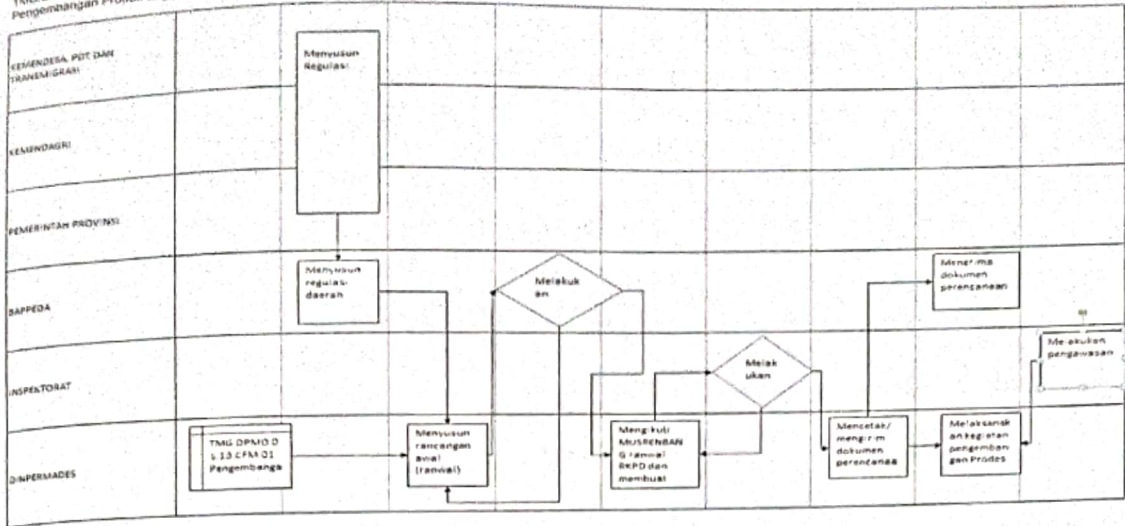 Pengembangan
KEMENDESA, PDT DAN
TRANSMIGRASI
Menyusun
Regulasi
KEMENDAGRI
PEMERINTAH PROVINSI
BAPPEDA
Menyusun
regulasi
daerah
Melakuk
an
Menerima
dokumen
perencanaan
INSPEKTORAT
Melak
ukan
Melakukan
pengawasan
DINPERMADES
Pengembanga
Menyusun
rancangan
awal
(ranwal)
Mengikuti
MUSRENBAN
G ranwal
RKPD dan
membuat
Mencetak/
mengirim
dokumen
perencanaa
Melaksanak
an kegiatan
pengemban
gan Prodes